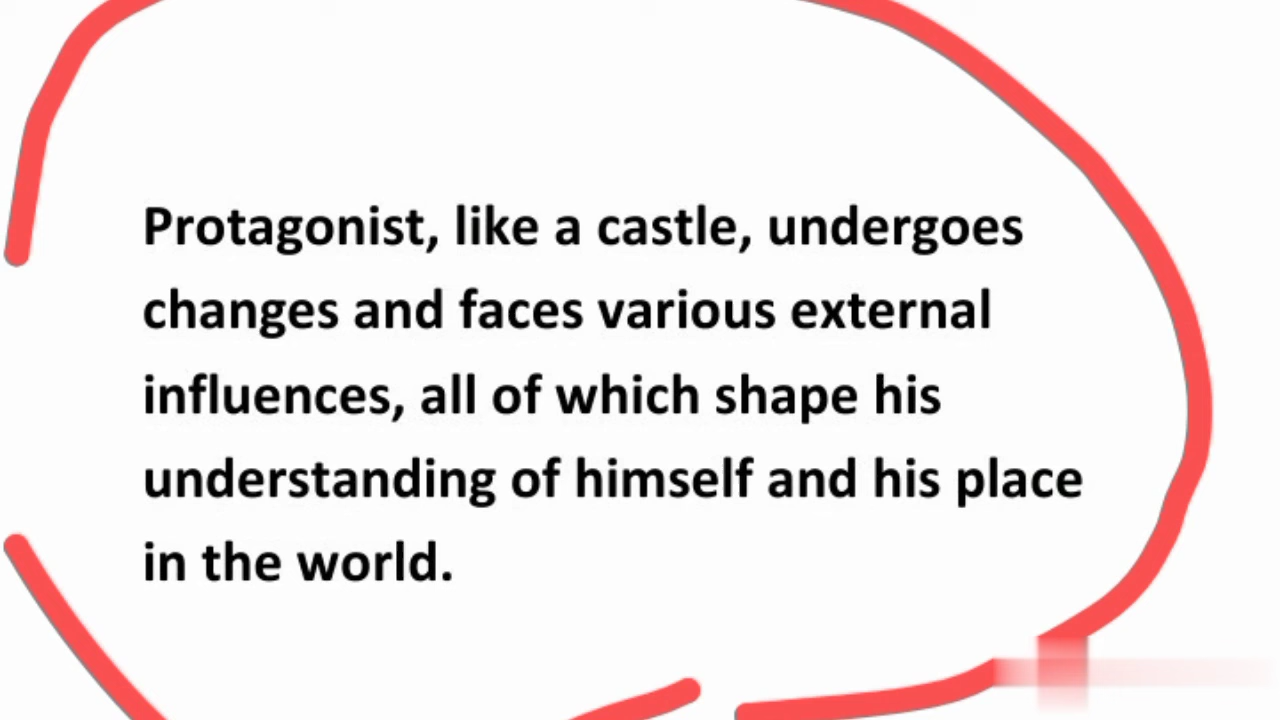 Protagonist, like a castle, undergoes
changes and faces various external
influences, all of which shape his
understanding of himself and his place
in the world.